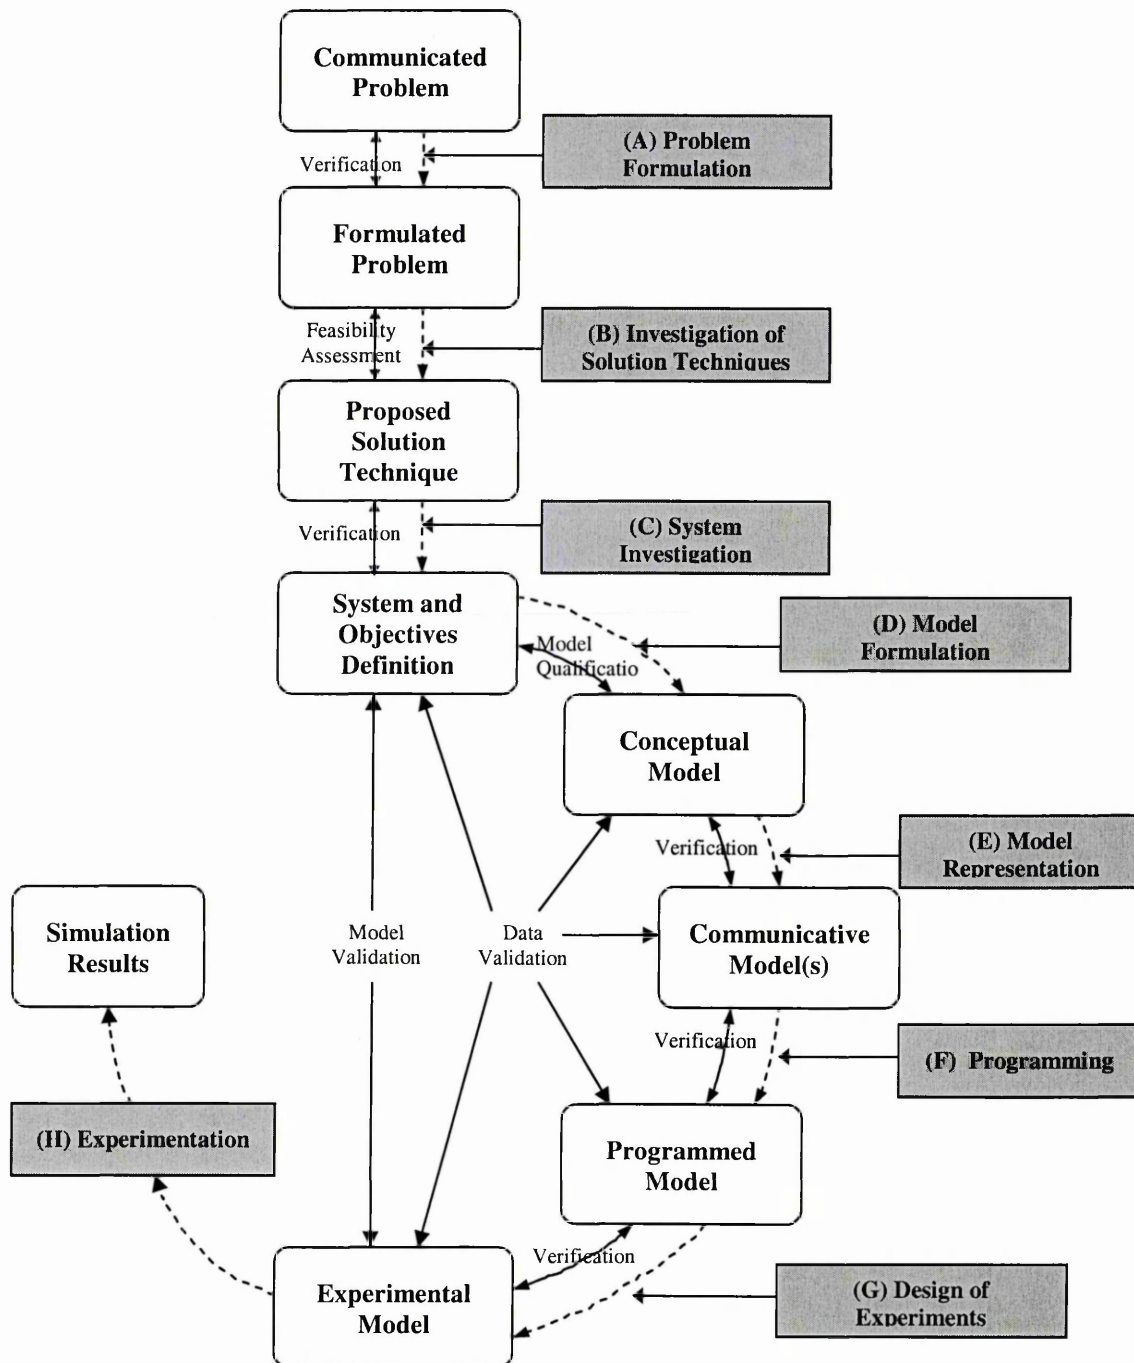 Communicated
Problem
Verification
(A) Problem
Formulation
Formulated
Problem
Feasibility
Assessment
(B) Investigation of
Solution Techniques
Proposed
Solution
Technique
Verification
(C) System
Investigation
System and
Objectives
Definition
(D) Model
Formulation
Model
Qualificatio
Conceptual
Model
Verification
(E) Model
Representation
Simulation
Results
Model
Validation
Data
Validation
Communicative
Model(s)
Verification
(F) Programming
(H) Experimentation
Programmed
Model
Verification
Experimental
Model
(G) Design of
Experiments